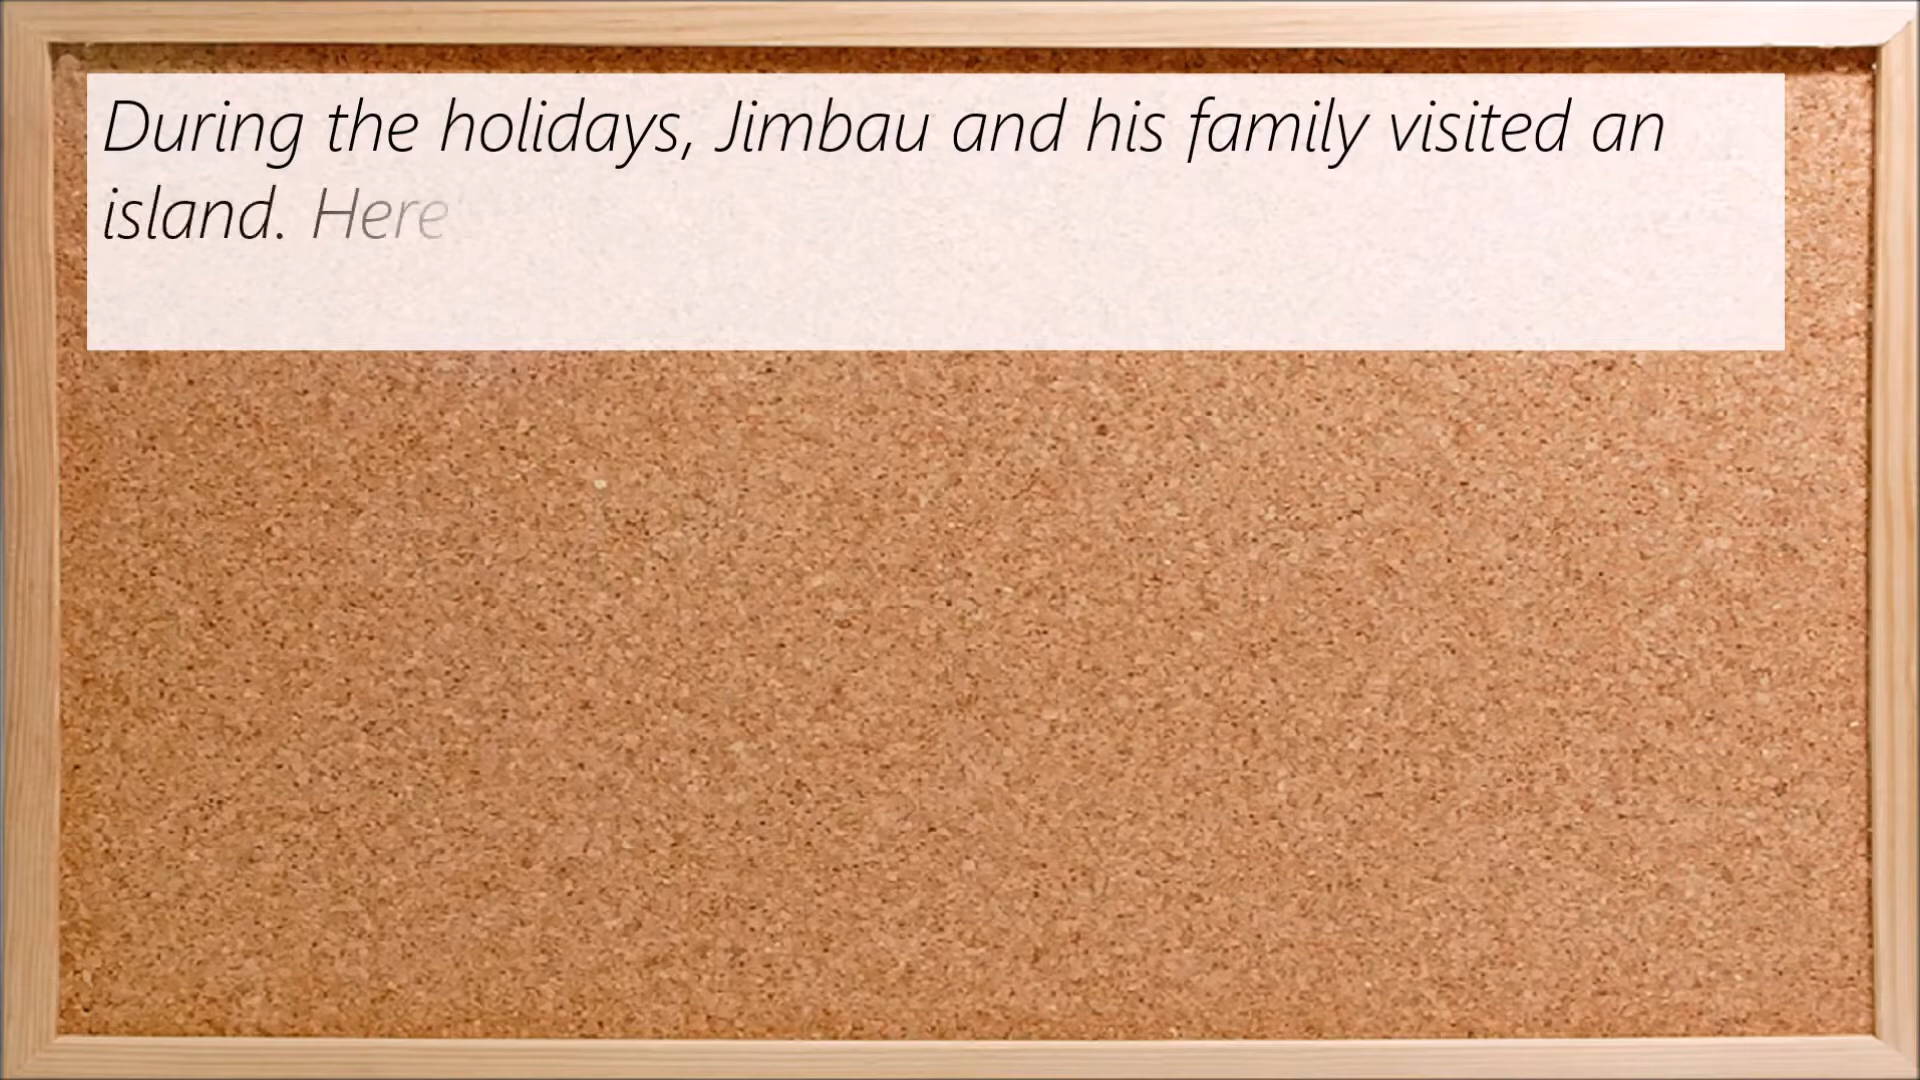 During the holidays, Jimbau and his family visited an
island. Here